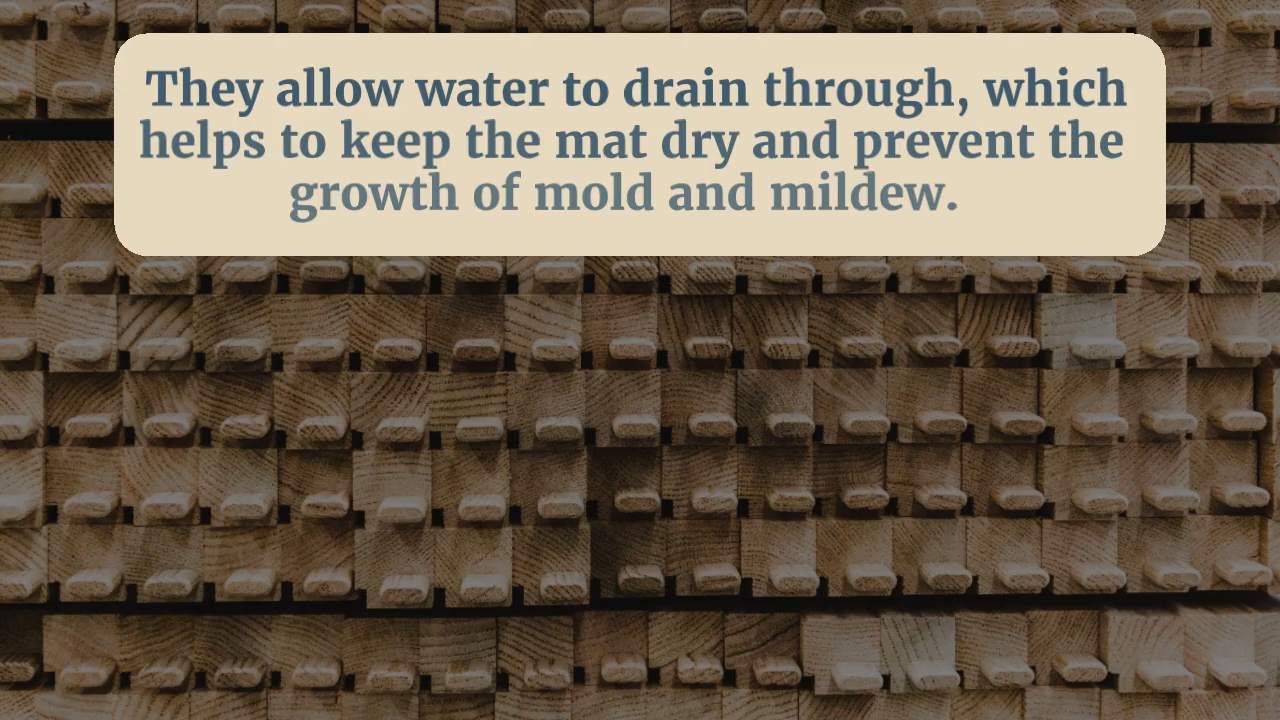 They allow water to drain through, which
helps to keep the mat dry and prevent the
growth of mold and mildew.